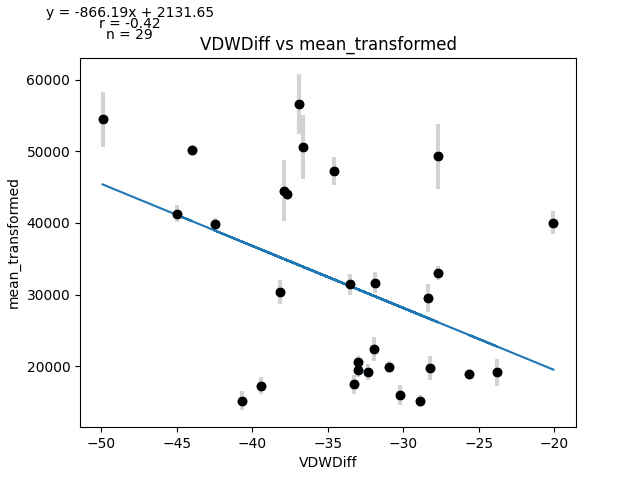 y = -866.19x + 2131.65
r = -0.42
n = 29
VDWDiff vs mean_transformed
60000
50000
40000
30000
20000
mean_transformed
−50
−45
−40
−35
−30
−25
−20
VDWDiff